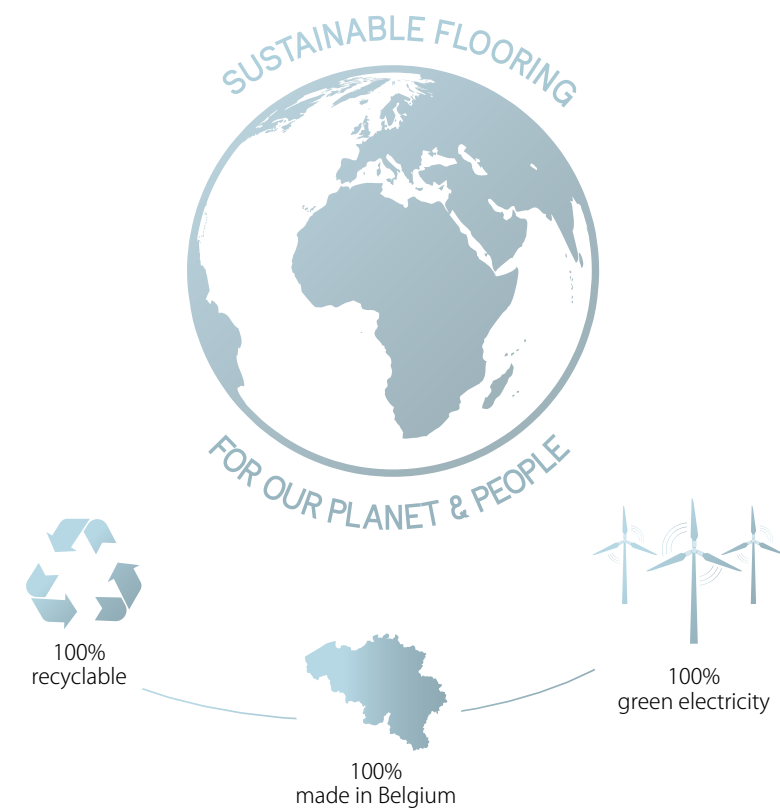 SUSTAINABLE FLOORING
FOR OUR PLANET & PEOPLE
100%
recyclable
100%
made in Belgium
100%
green electricity